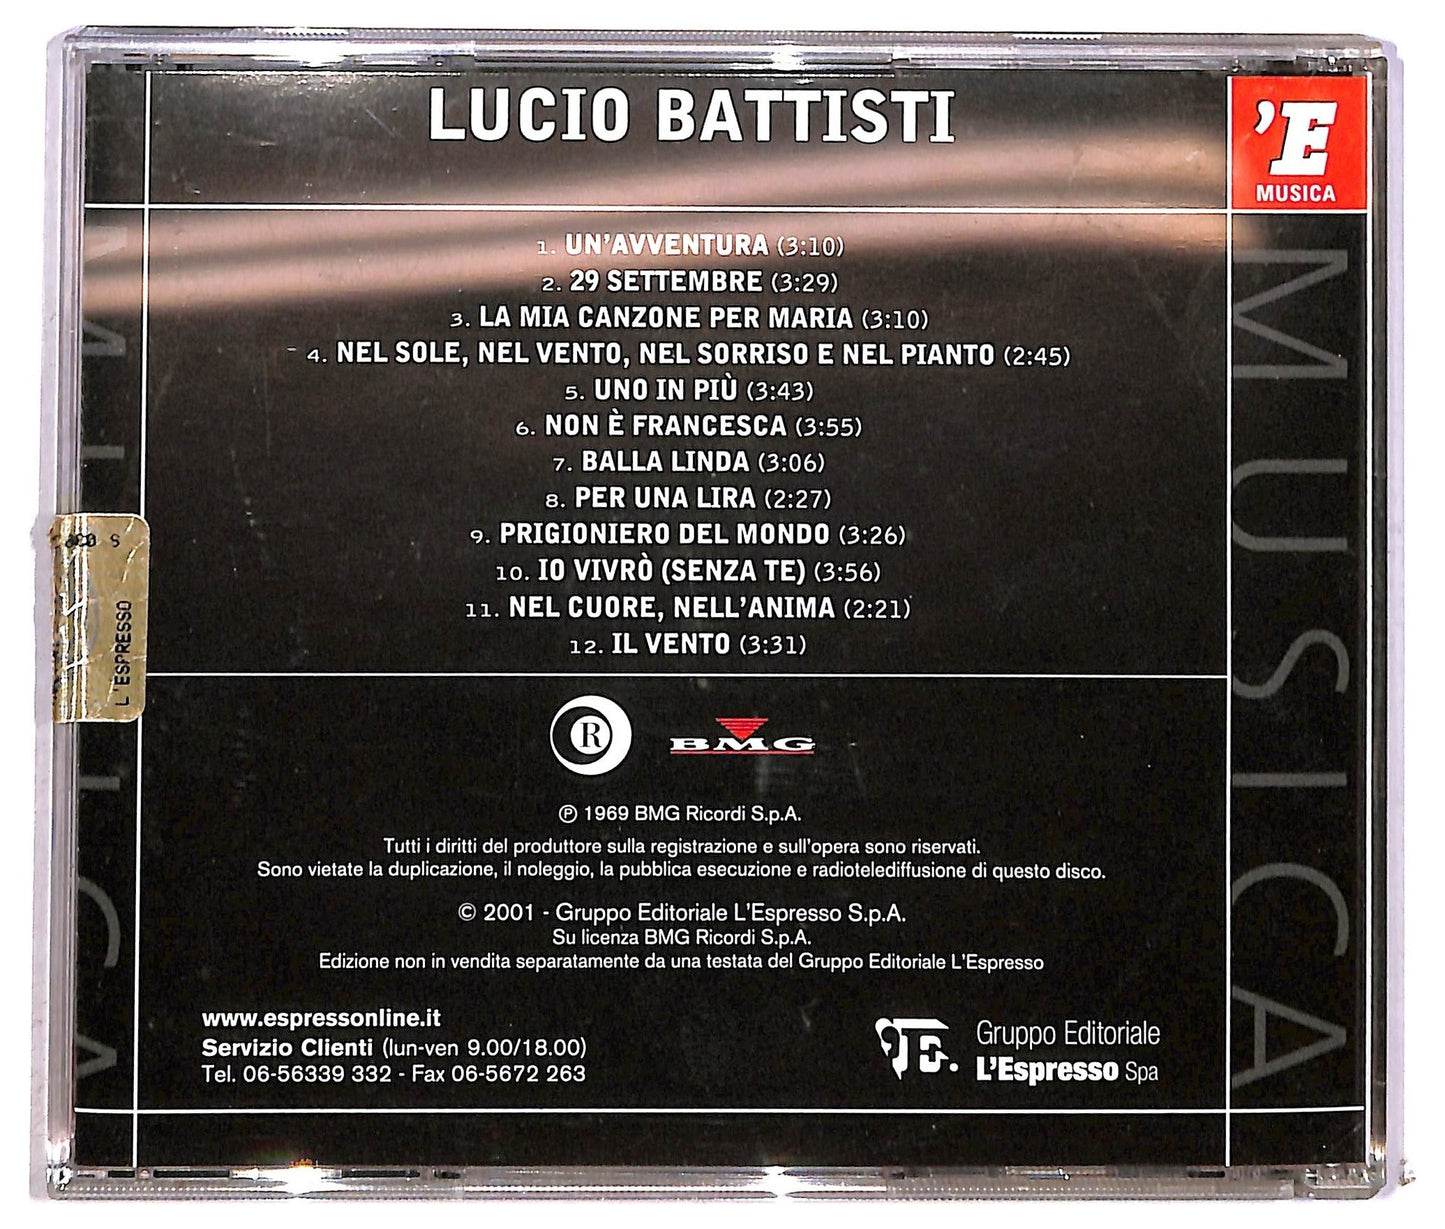 LUCIO BATTISTI
'E
MUSICA
1. UN'AVVENTURA (3:10)
2. 29 SETTEMBRE (3:29)
3. LA MIA CANZONE PER MARIA (3:10)
4. NEL SOLE, NEL VENTO, NEL SORRISO E NEL PIANTO (2:45)
5. UNO IN PIÙ (3:43)
6. NON È FRANCESCA (3:55)
7. BALLA LINDA (3:06)
8. PER UNA LIRA (2:27)
9. PRIGIONIERO DEL MONDO (3:26)
10. IO VIVRÒ (SENZA TE) (3:56)
11. NEL CUORE, NELL'ANIMA (2:21)
12. IL VENTO (3:31)
MUSICA
L'ESPRESSO
R
BMG
℗ 1969 BMG Ricordi S.p.A.
Tutti i diritti del produttore sulla registrazione e sull'opera sono riservati.
Sono vietate la duplicazione, il noleggio, la pubblica esecuzione e radiotelediffusione di questo disco.
© 2001 - Gruppo Editoriale L'Espresso S.p.A.
Su licenza BMG Ricordi S.p.A.
Edizione non in vendita separatamente da una testata del Gruppo Editoriale L'Espresso
www.espressonline.it
Servizio Clienti (lun-ven 9.00/18.00)
Tel. 06-56339 332 - Fax 06-5672 263
'E.
Gruppo Editoriale
L'Espresso Spa